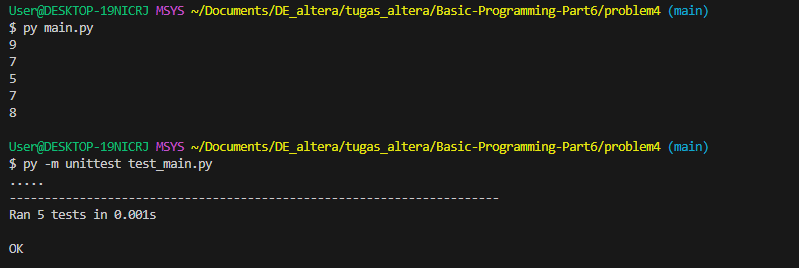 User@DESKTOP-19NICRJ MSYS ~/Documents/DE_altera/tugas_altera/Basic-Programming-Part6/problem4 (main)
$ py main.py
9
7
5
7
8
User@DESKTOP-19NICRJ MSYS ~/Documents/DE_altera/tugas_altera/Basic-Programming-Part6/problem4 (main)
$ py -m unittest test_main.py
.....
----------------------------------------------------------------------
Ran 5 tests in 0.001s
OK